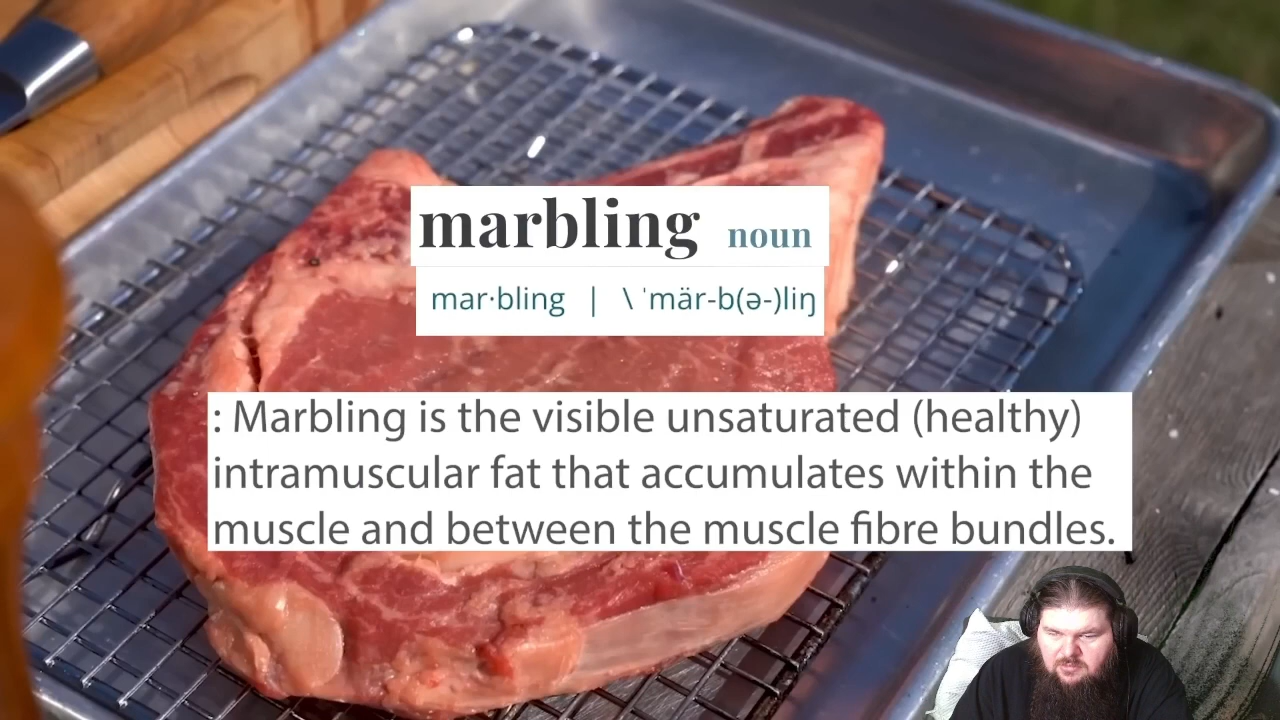 marbling noun
mar·bling | \ ˈmär-b(ə-)liŋ
: Marbling is the visible unsaturated (healthy)
intramuscular fat that accumulates within the
muscle and between the muscle fibre bundles.